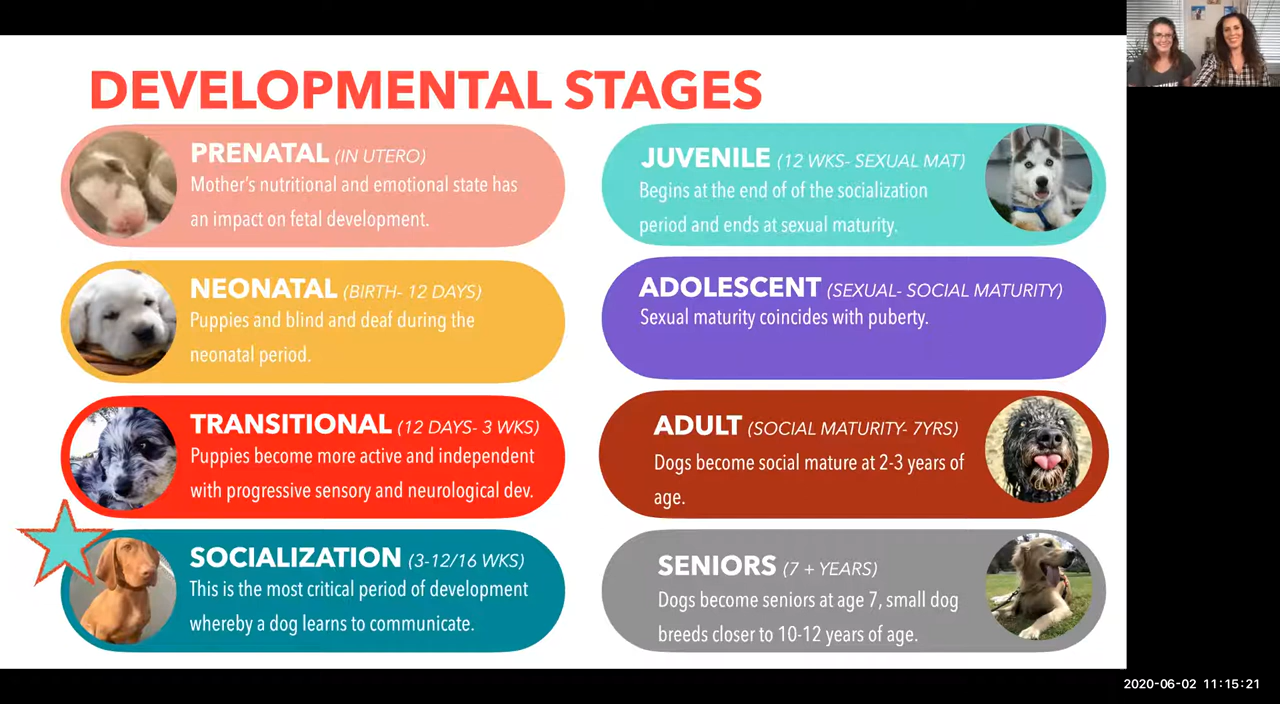 DEVELOPMENTAL STAGES
PRENATAL (IN UTERO)
Mother's nutritional and emotional state has
an impact on fetal development.
NEONATAL (BIRTH- 12 DAYS)
Puppies and blind and deaf during the
neonatal period.
TRANSITIONAL (12 DAYS- 3 WKS)
Puppies become more active and independent
with progressive sensory and neurological dev.
SOCIALIZATION (3-12/16 WKS)
This is the most critical period of development
whereby a dog learns to communicate.
JUVENILE (12 WKS- SEXUAL MAT)
Begins at the end of of the socialization
period and ends at sexual maturity.
ADOLESCENT (SEXUAL- SOCIAL MATURITY)
Sexual maturity coincides with puberty.
ADULT (SOCIAL MATURITY- 7YRS)
Dogs become social mature at 2-3 years of
age.
SENIORS (7 + YEARS)
Dogs become seniors at age 7, small dog
breeds closer to 10-12 years of age.
2020-06-02 11:15:21